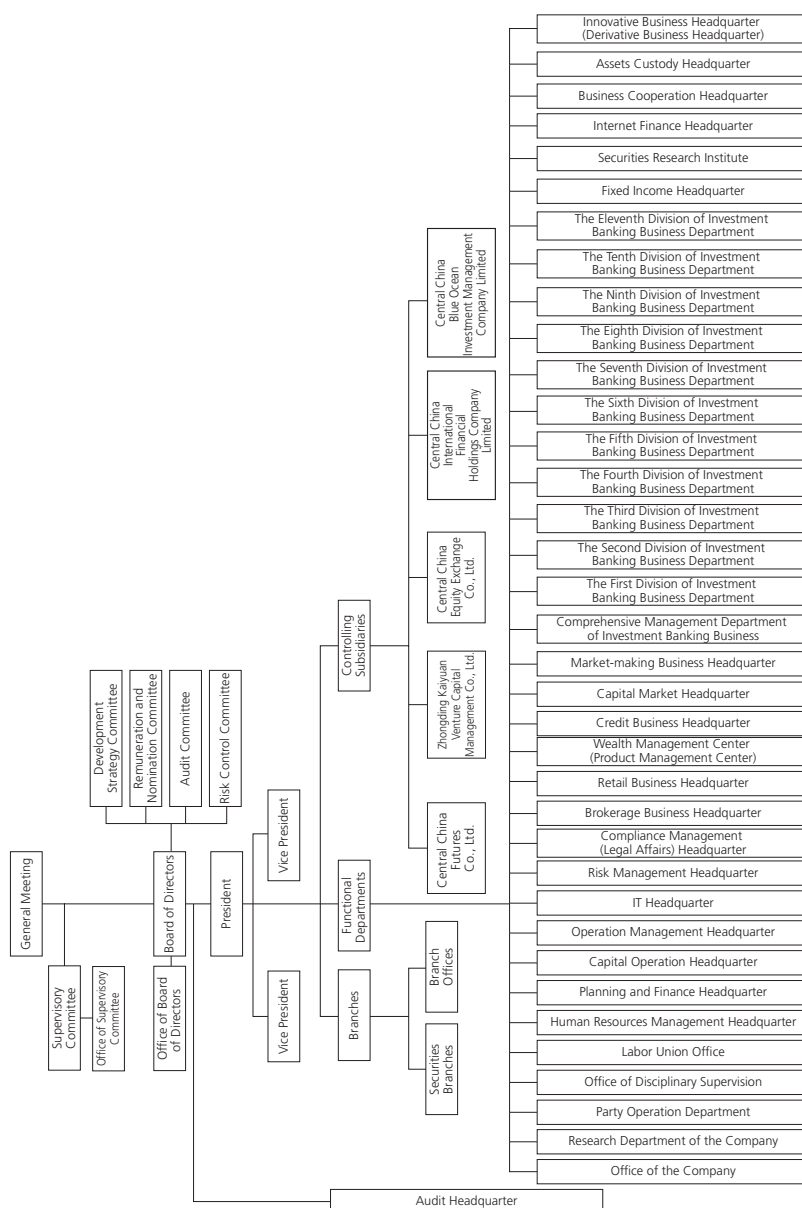 General Meeting
Supervisory
Committee
Office of Supervisory
Committee
Development
Strategy Committee
Remuneration and
Nomination Committee
Audit Committee
Risk Control Committee
Board of Directors
Office of Board
of Directors
President
Vice President
Vice President
Branches
Functional
Departments
Controlling
Subsidiaries
Securities
Branches
Branch
Offices
Central China
Futures
Co., Ltd.
Zhongding Kaiyuan
Venture Capital
Management Co., Ltd.
Central China
Equity Exchange
Co., Ltd.
Central China
International
Financial
Holdings Company
Limited
Central China
Blue Ocean
Investment Management
Company Limited
Innovative Business Headquarter
(Derivative Business Headquarter)
Assets Custody Headquarter
Business Cooperation Headquarter
Internet Finance Headquarter
Securities Research Institute
Fixed Income Headquarter
The Eleventh Division of Investment
Banking Business Department
The Tenth Division of Investment
Banking Business Department
The Ninth Division of Investment
Banking Business Department
The Eighth Division of Investment
Banking Business Department
The Seventh Division of Investment
Banking Business Department
The Sixth Division of Investment
Banking Business Department
The Fifth Division of Investment
Banking Business Department
The Fourth Division of Investment
Banking Business Department
The Third Division of Investment
Banking Business Department
The Second Division of Investment
Banking Business Department
The First Division of Investment
Banking Business Department
Comprehensive Management Department
of Investment Banking Business
Market-making Business Headquarter
Capital Market Headquarter
Credit Business Headquarter
Wealth Management Center
(Product Management Center)
Retail Business Headquarter
Brokerage Business Headquarter
Compliance Management
(Legal Affairs) Headquarter
Risk Management Headquarter
IT Headquarter
Operation Management Headquarter
Capital Operation Headquarter
Planning and Finance Headquarter
Human Resources Management Headquarter
Labor Union Office
Office of Disciplinary Supervision
Party Operation Department
Research Department of the Company
Office of the Company
Audit Headquarter